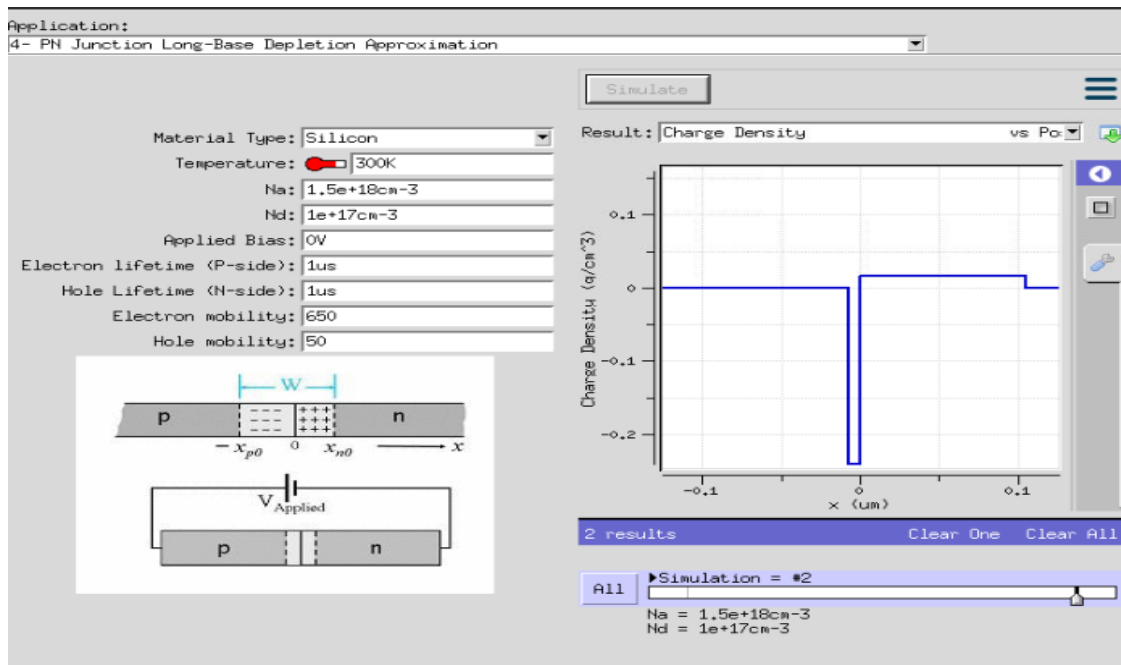 Application:
4- PN Junction Long-Base Depletion Approximation
Material Type: Silicon
Temperature: 300K
Na: 1.5e+18cm-3
Nd: 1e+17cm-3
Applied Bias: 0V
Electron lifetime (P-side): 1us
Hole Lifetime (N-side): 1us
Electron mobility: 650
Hole mobility: 50
W
p
n
− x_p0 0 x_n0 x
V_Applied
p n
Simulate
Result: Charge Density vs Po:
Charge Density (q/cm^3)
0.1
0
-0.1
-0.2
-0.1 0 0.1
x (um)
2 results Clear One Clear All
All
Simulation = #2
Na = 1.5e+18cm-3
Nd = 1e+17cm-3